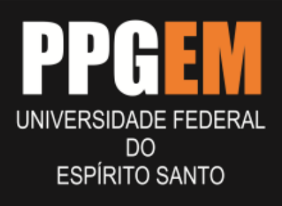 PPGEM
UNIVERSIDADE FEDERAL
DO
ESPÍRITO SANTO